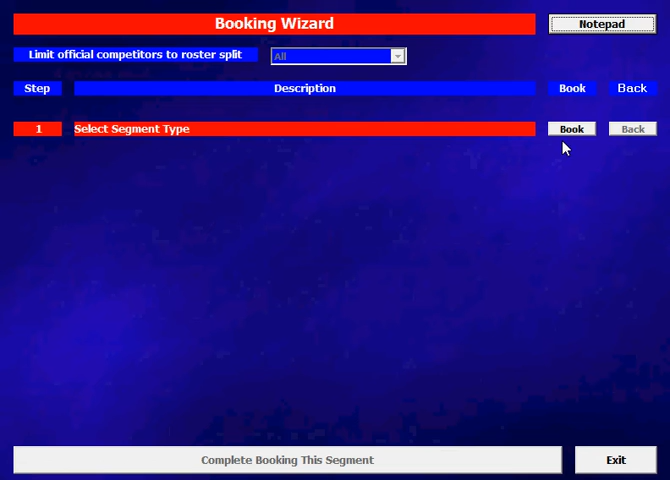 Booking Wizard
Notepad
Limit official competitors to roster split
All
Step Description Book Back
1 Select Segment Type Book Back
Complete Booking This Segment
Exit